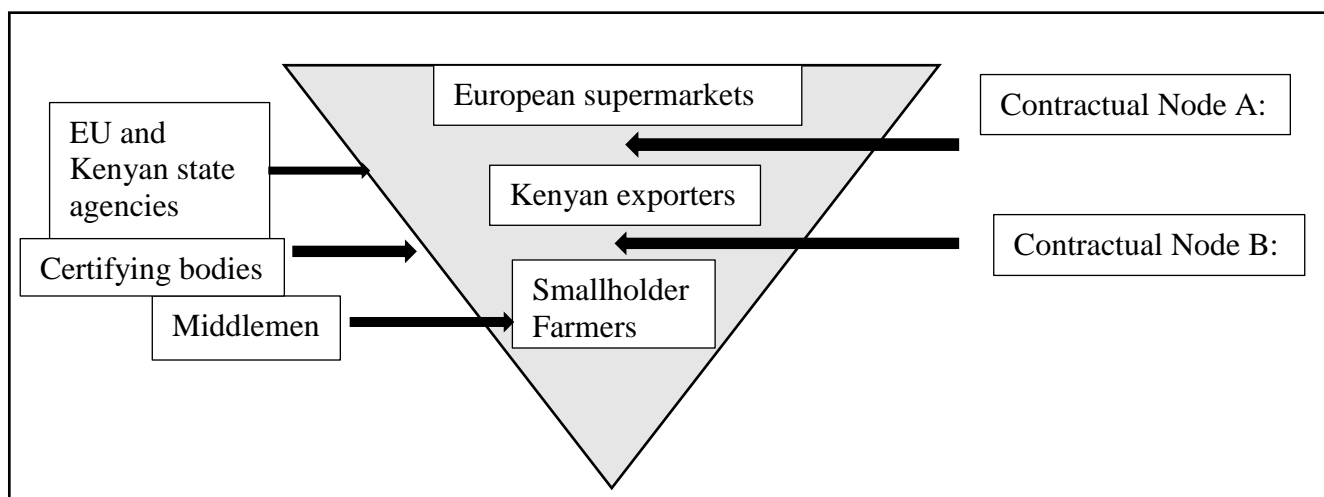 European supermarkets
Contractual Node A:
EU and
Kenyan state
agencies
Kenyan exporters
Contractual Node B:
Certifying bodies
Smallholder
Farmers
Middlemen